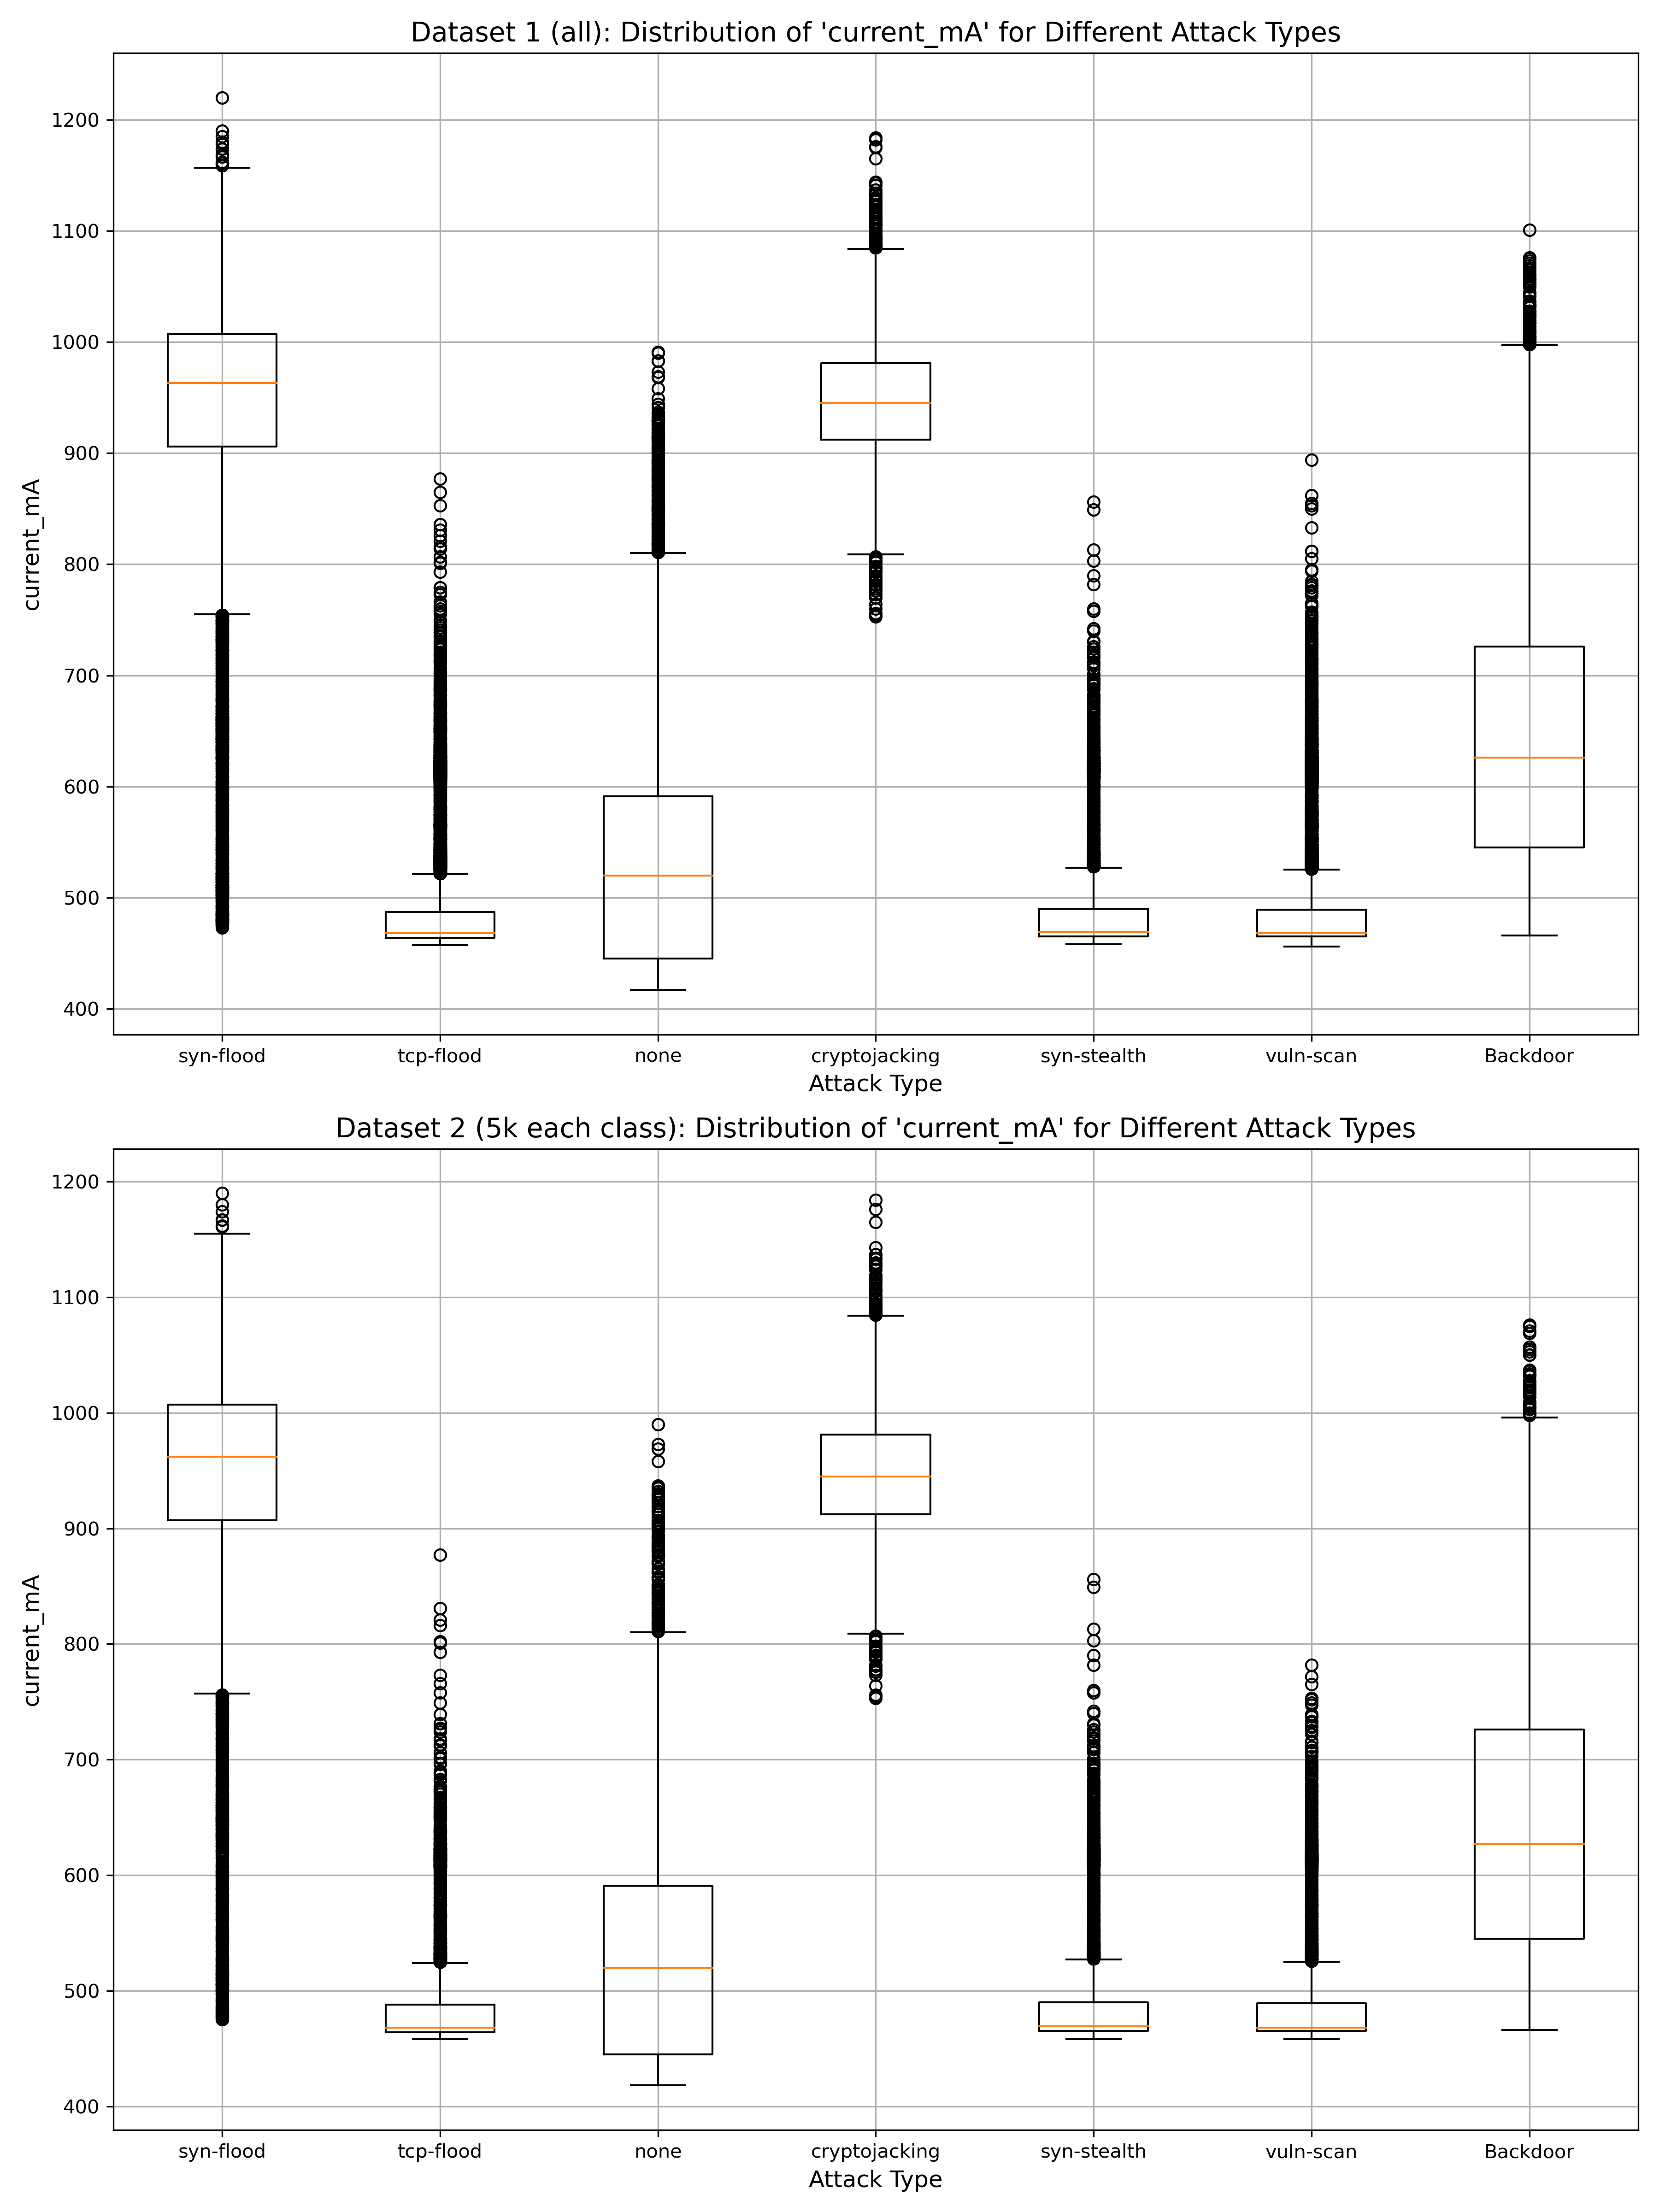 Dataset 1 (all): Distribution of 'current_mA' for Different Attack Types
1200
1100
1000
900
800
700
600
500
400
current_mA
syn-flood tcp-flood none cryptojacking syn-stealth vuln-scan Backdoor
Attack Type
Dataset 2 (5k each class): Distribution of 'current_mA' for Different Attack Types
1200
1100
1000
900
800
700
600
500
400
current_mA
syn-flood tcp-flood none cryptojacking syn-stealth vuln-scan Backdoor
Attack Type